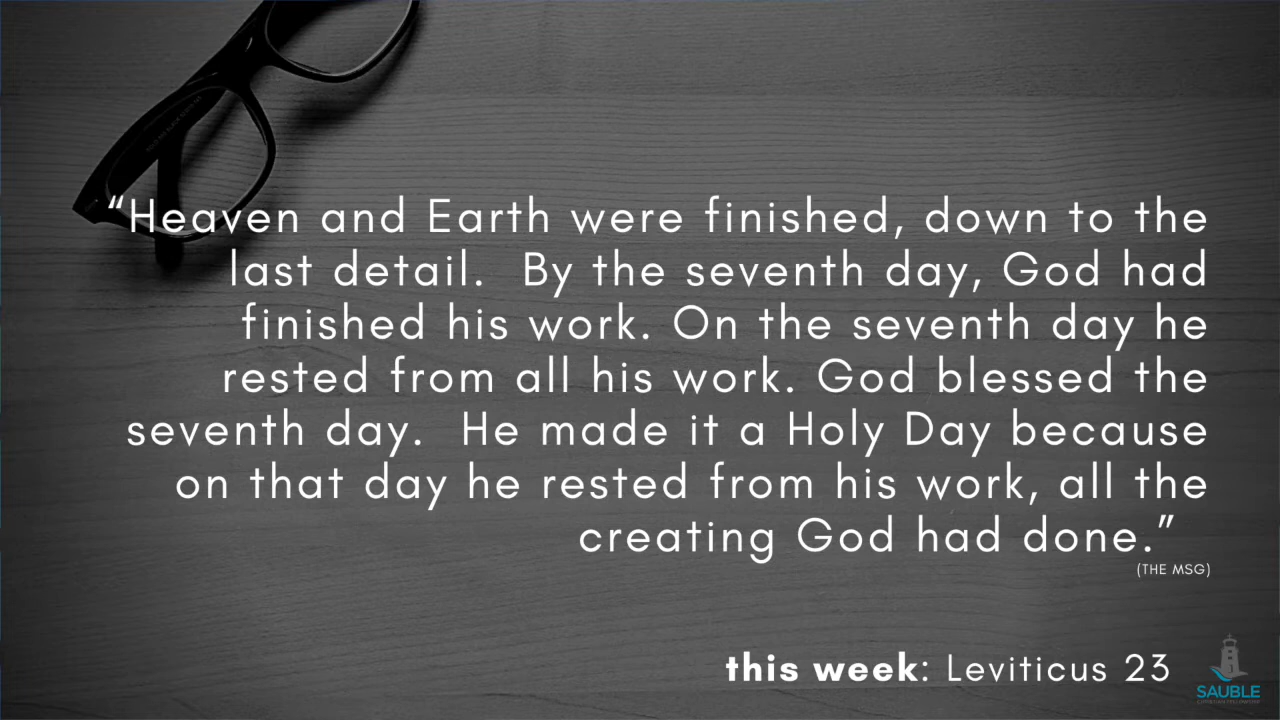 “Heaven and Earth were finished, down to the
last detail.  By the seventh day, God had
finished his work. On the seventh day he
rested from all his work. God blessed the
seventh day.  He made it a Holy Day because
on that day he rested from his work, all the
creating God had done.”
(THE MSG)
this week: Leviticus 23
SAUBLE
CHRISTIAN FELLOWSHIP